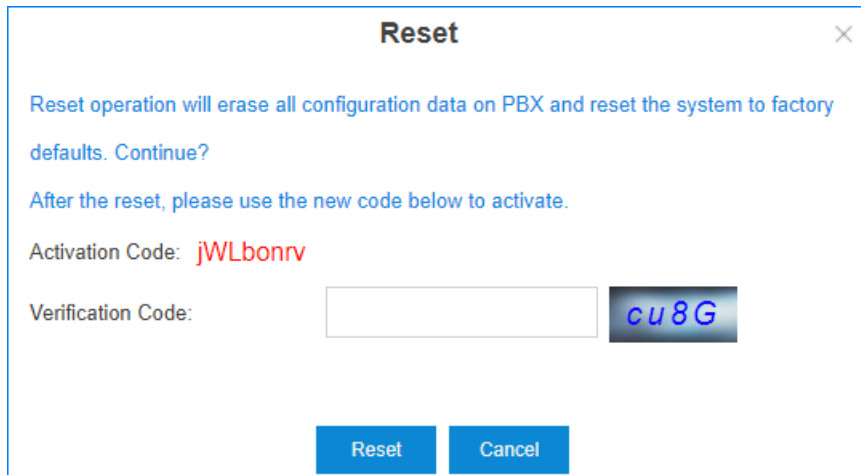 Reset
Reset operation will erase all configuration data on PBX and reset the system to factory
defaults. Continue?
After the reset, please use the new code below to activate.
Activation Code: jWLbonrv
Verification Code: cu8G
Reset Cancel